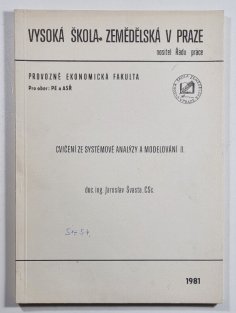 VYSOKÁ ŠKOLA ZEMĚDĚLSKÁ V PRAZE
nositel Řadu práce
PROVOZNĚ EKONOMICKÁ FAKULTA
Pro obor: PE a ASŘ
CVIČENÍ ZE SYSTÉMOVÉ ANALÝZY A MODELOVÁNÍ II.
doc. ing. Jaroslav Švasta, CSc.
1981